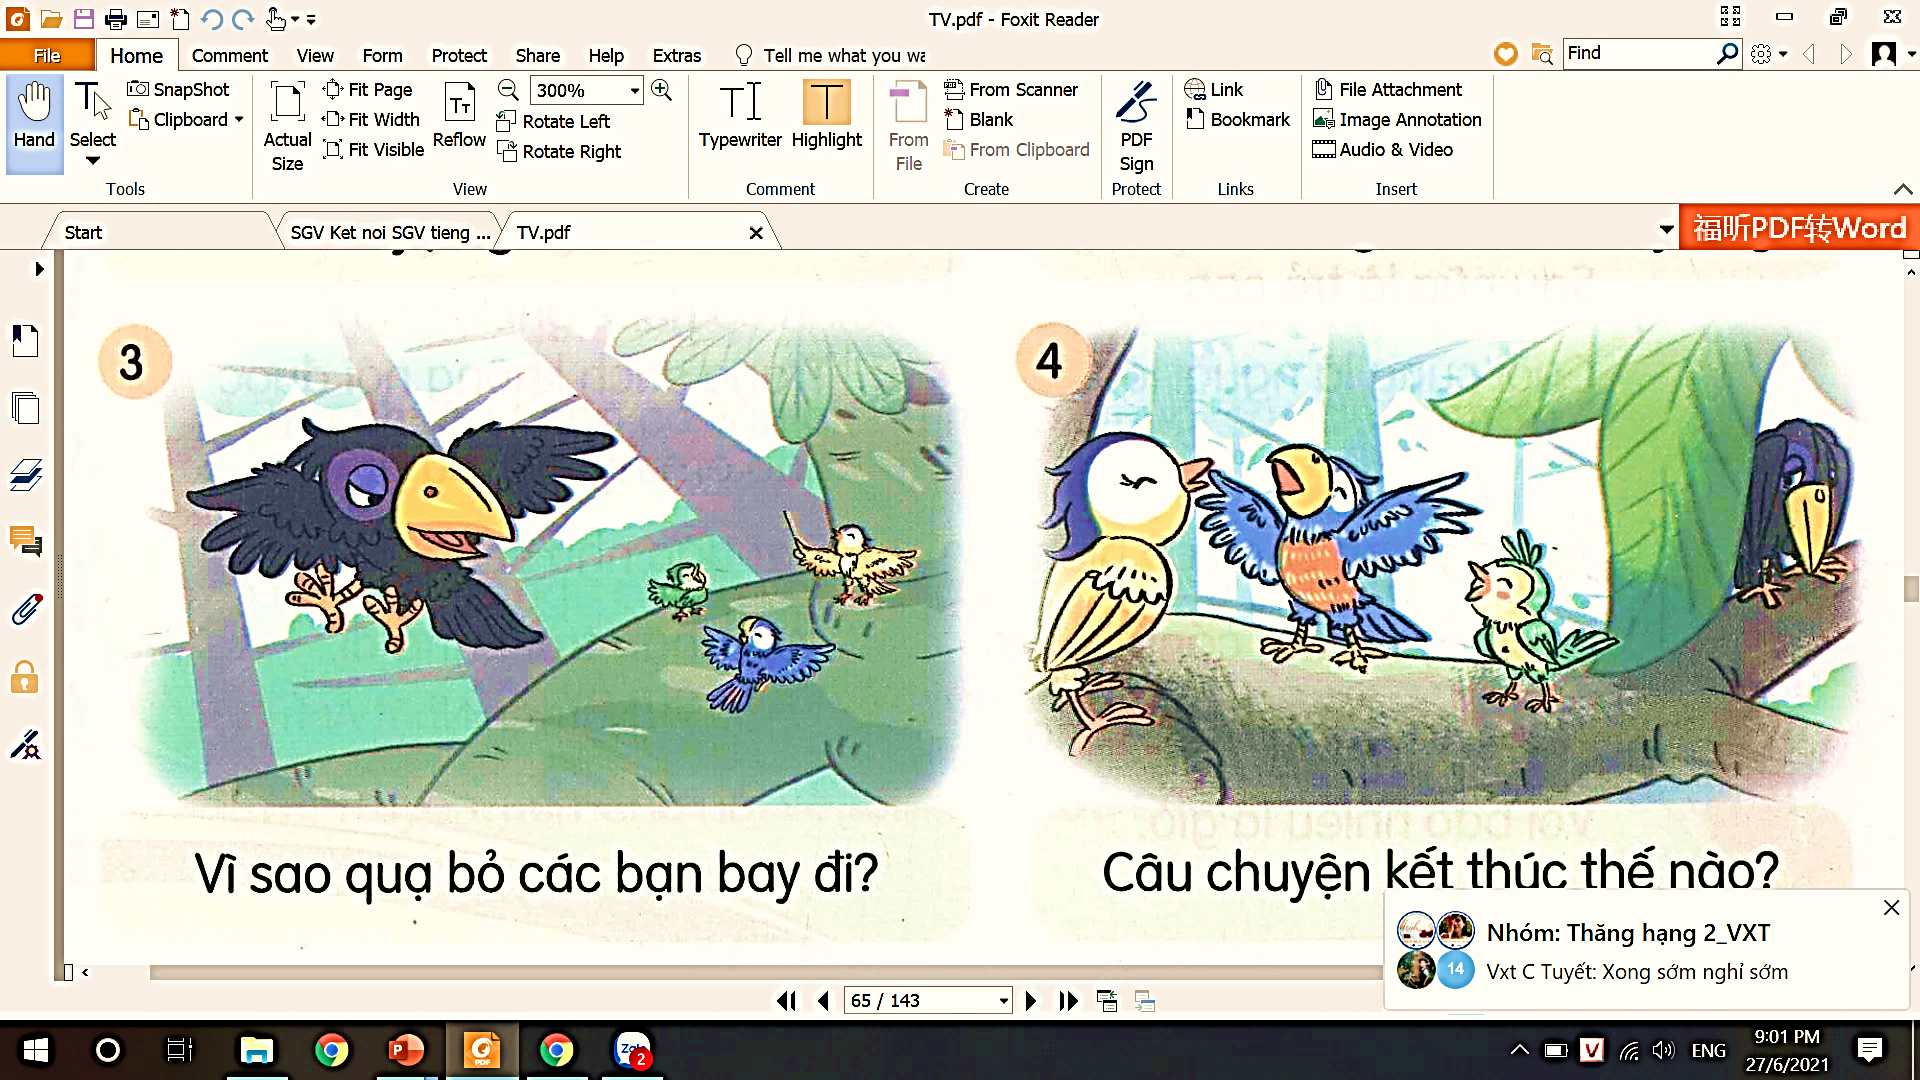 TV.pdf - Foxit Reader
File Home Comment View Form Protect Share Help Extras Tell me what you wa
Find
Hand
Select
SnapShot
Clipboard
Tools
Actual Size
Fit Page
Fit Width
Fit Visible
Reflow
300%
Rotate Left
Rotate Right
View
Typewriter
Highlight
Comment
From File
From Scanner
Blank
From Clipboard
Create
PDF Sign
Protect
Link
Bookmark
Links
File Attachment
Image Annotation
Audio & Video
Insert
Start
SGV Ket noi SGV tieng ...
TV.pdf
福昕PDF转Word
3
4
Vì sao quạ bỏ các bạn bay đi?
Câu chuyện kết thúc thế nào?
Nhóm: Thăng hạng 2_VXT
14
Vxt C Tuyết: Xong sớm nghỉ sớm
65 / 143
2
ENG
9:01 PM
27/6/2021